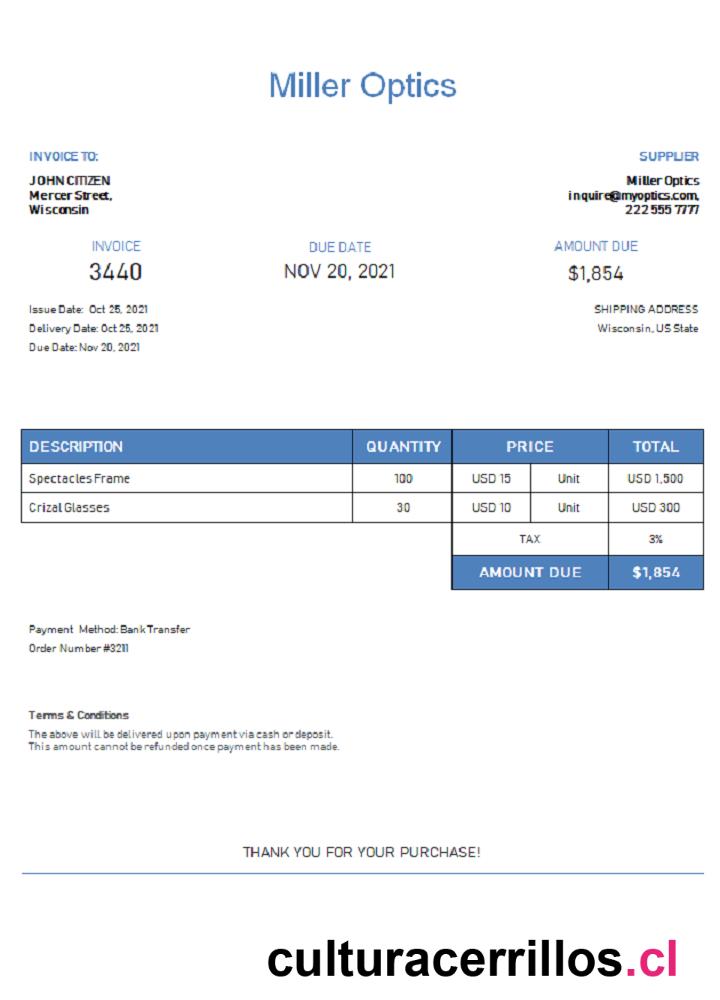 Miller Optics
INVOICE TO:
SUPPLIER
JOHN CITIZEN
Mercer Street,
Wisconsin
Miller Optics
inquire@myoptics.com,
222 555 7777
INVOICE
3440
DUE DATE
NOV 20, 2021
AMOUNT DUE
$1,854
Issue Date: Oct 25, 2021
Delivery Date: Oct 25, 2021
Due Date: Nov 20, 2021
SHIPPING ADDRESS
Wisconsin, US State
DESCRIPTION QUANTITY PRICE TOTAL
Spectacles Frame 100 USD 15 Unit USD 1,500
Crizal Glasses 30 USD 10 Unit USD 300
TAX 3%
AMOUNT DUE $1,854
Payment Method: Bank Transfer
Order Number #3211
Terms & Conditions
The above will be delivered upon payment via cash or deposit.
This amount cannot be refunded once payment has been made.
THANK YOU FOR YOUR PURCHASE!
culturacerrillos.cl